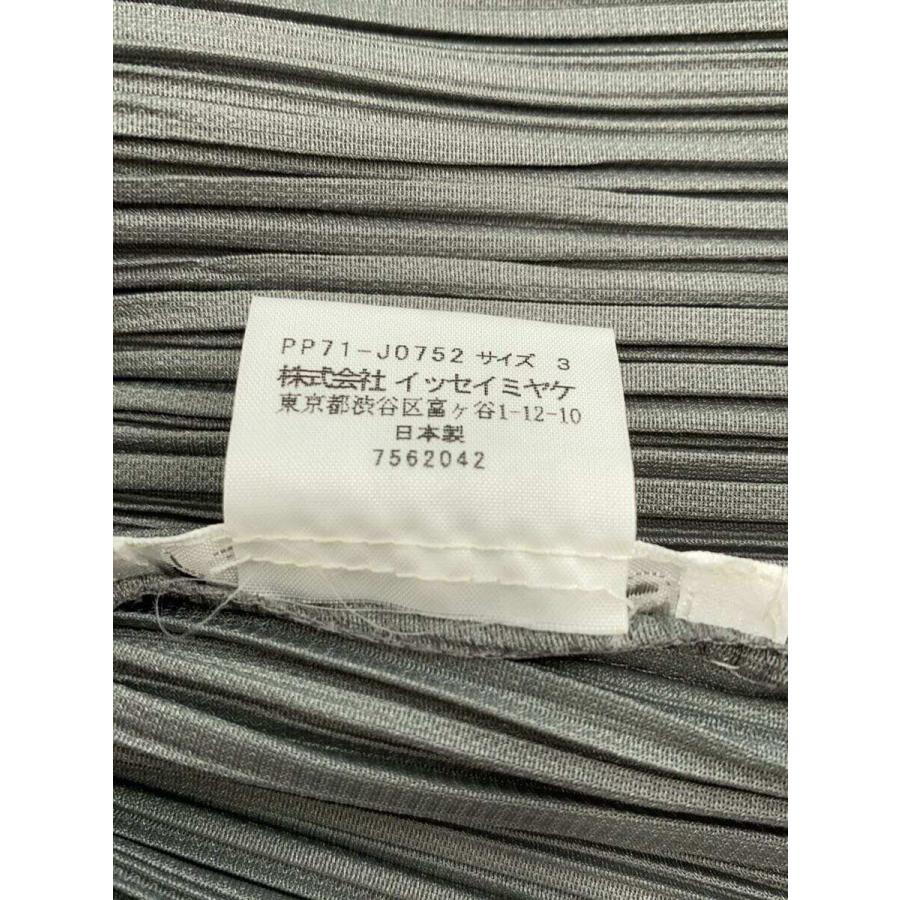 PP71-J0752 サイズ 3
株式会社 イッセイミヤケ
東京都渋谷区富ヶ谷1-12-10
日本製
7562042